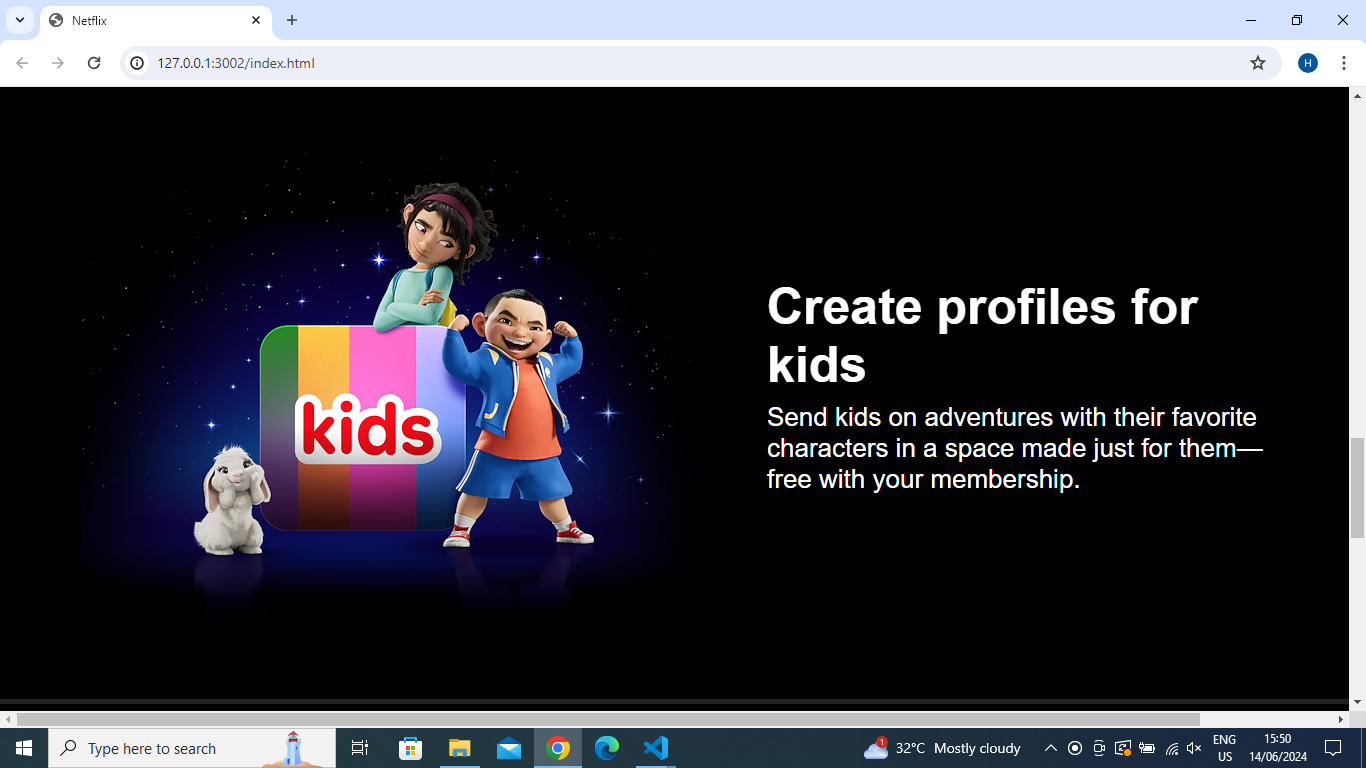 Netflix
127.0.0.1:3002/index.html
H
kids
Create profiles for
kids
Send kids on adventures with their favorite
characters in a space made just for them—
free with your membership.
Type here to search
1
32°C Mostly cloudy
ENG
US
15:50
14/06/2024